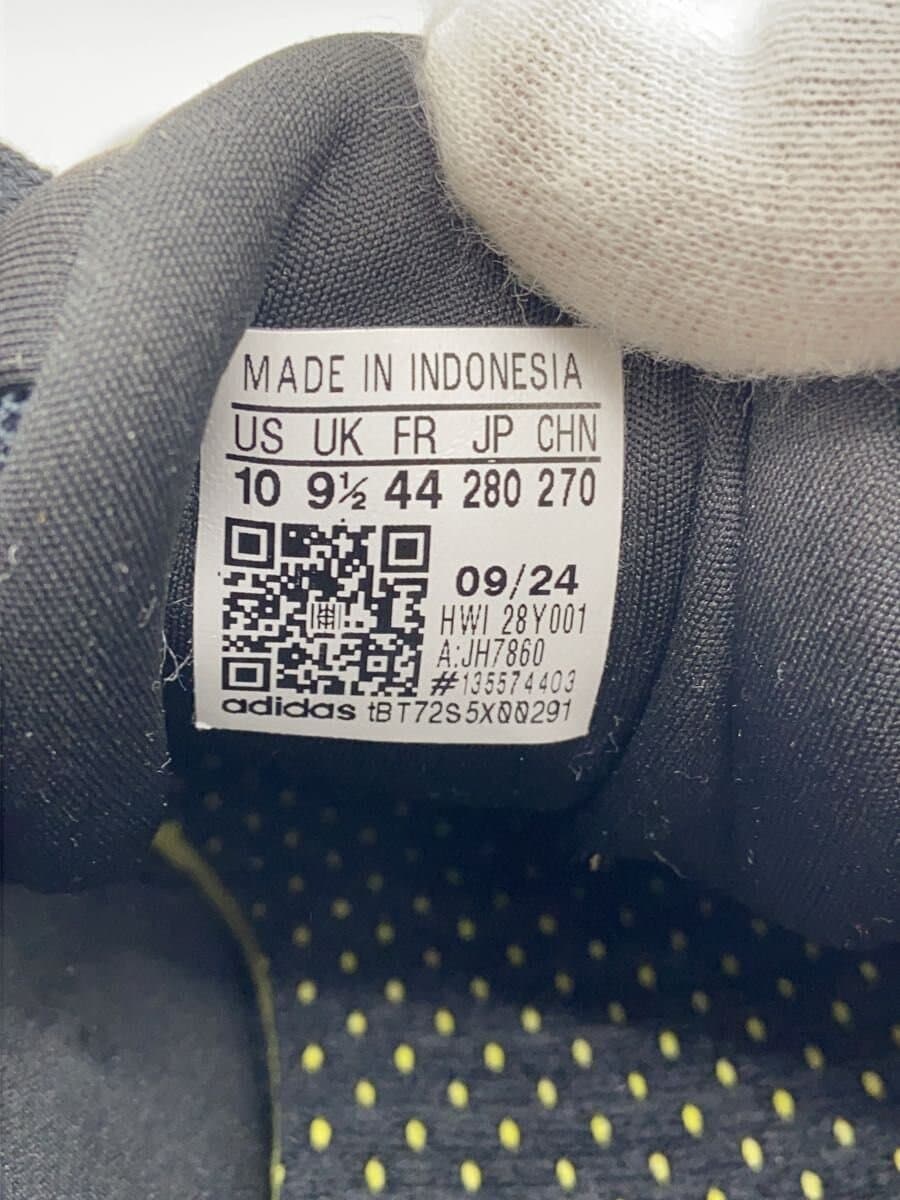 MADE IN INDONESIA
US UK FR JP CHN
10 9½ 44 280 270
09/24
HWI 28Y001
A:JH7860
#135574403
adidas tBT72S5X00291